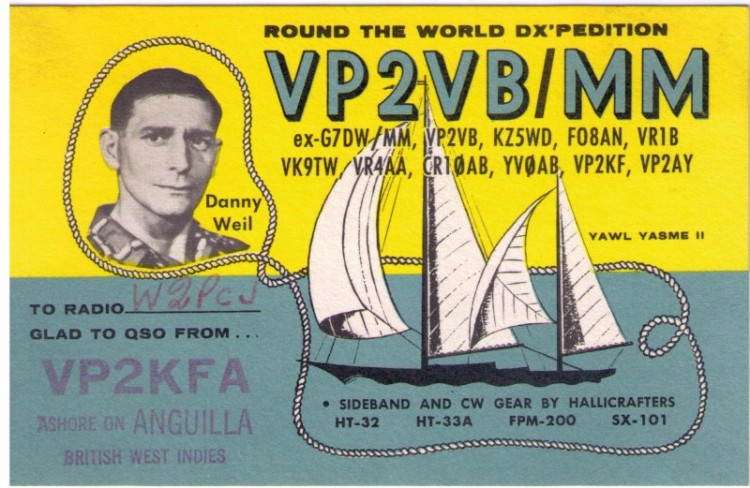 ROUND THE WORLD DX'PEDITION
VP2VB/MM
ex-G7DW/MM, VP2VB, KZ5WD, FO8AN, VR1B
VK9TW, VR4AA, CR1ØAB, YVØAB, VP2KF, VP2AY
Danny
Weil
YAWL YASME II
TO RADIO W2PCJ
GLAD TO QSO FROM...
VP2KFA
ASHORE ON ANGUILLA
BRITISH WEST INDIES
• SIDEBAND AND CW GEAR BY HALLICRAFTERS
HT-32 HT-33A FPM-200 SX-101